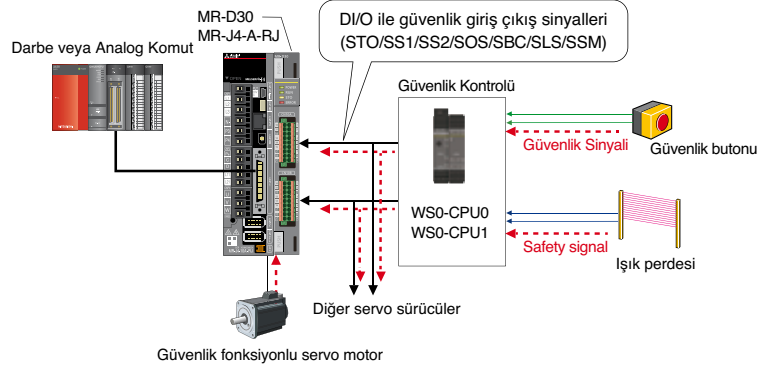 MR-D30
MR-J4-A-RJ
DI/O ile güvenlik giriş çıkış sinyalleri
(STO/SS1/SS2/SOS/SBC/SLS/SSM)
Darbe veya Analog Komut
Güvenlik Kontrolü
Güvenlik Sinyali
Güvenlik butonu
WS0-CPU0
WS0-CPU1
Safety signal
Işık perdesi
Diğer servo sürücüler
Güvenlik fonksiyonlu servo motor